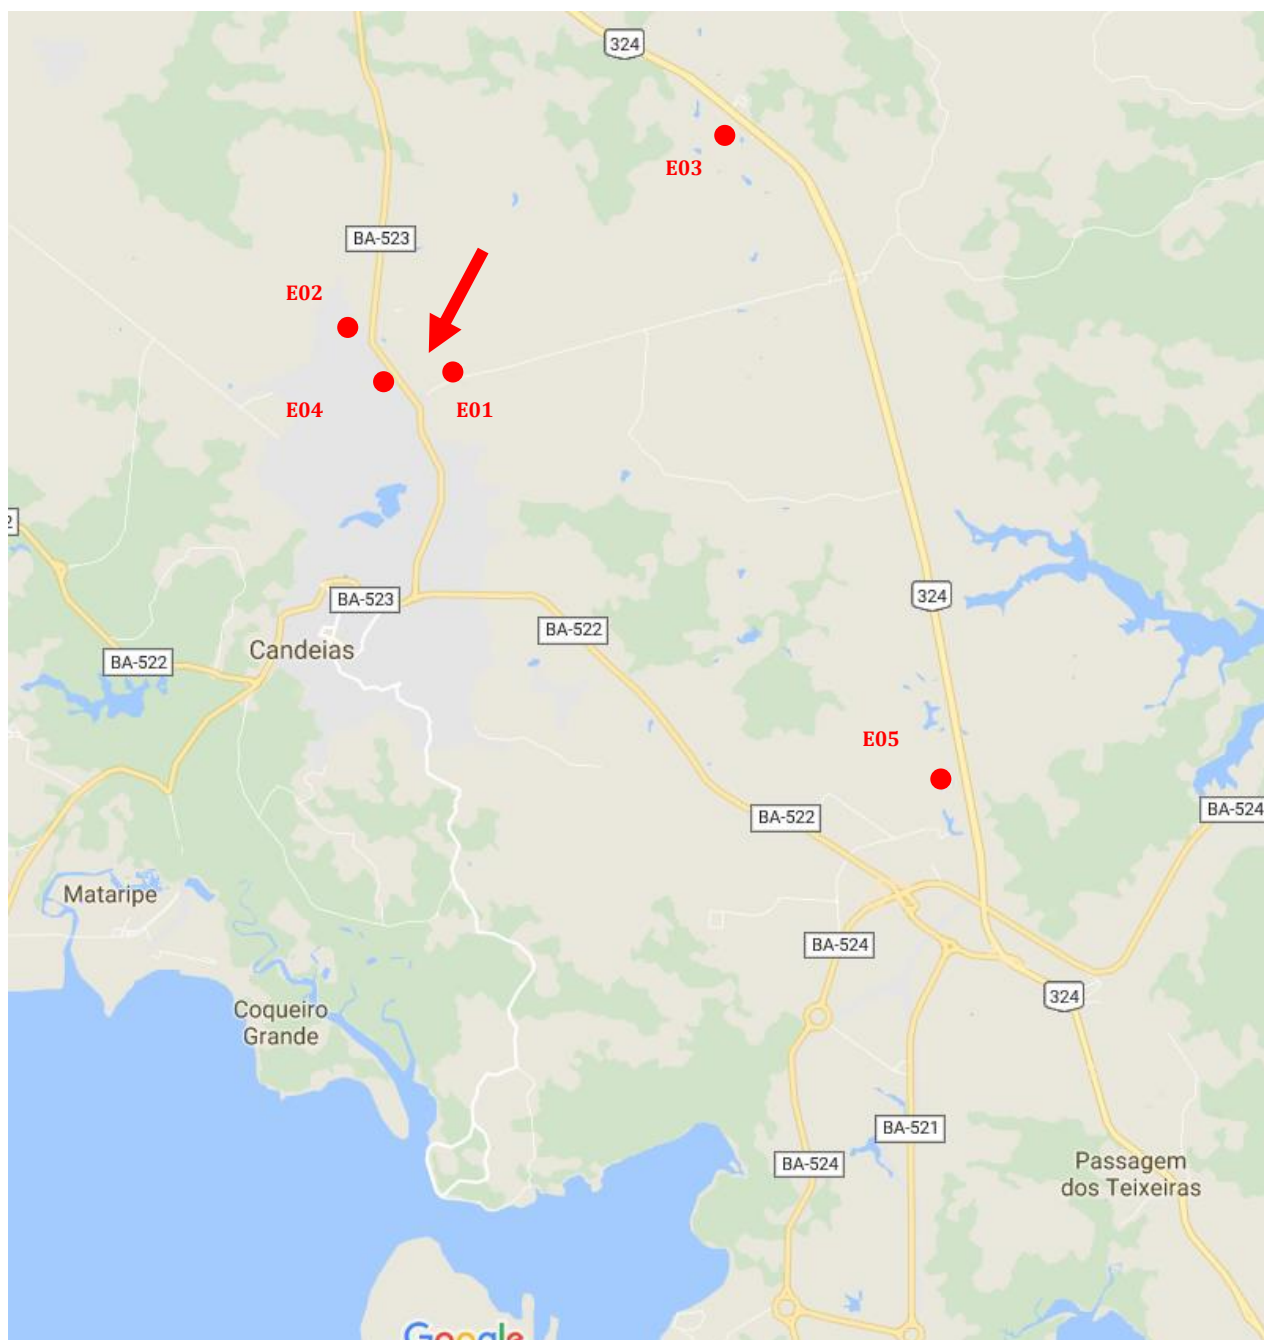 324
E03
BA-523
E02
E04
E01
2
BA-523
324
BA-522
Candeias
BA-522
E05
BA-522
BA-524
Mataripe
BA-524
324
Coqueiro
Grande
BA-521
BA-524
Passagem
dos Teixeiras
Google